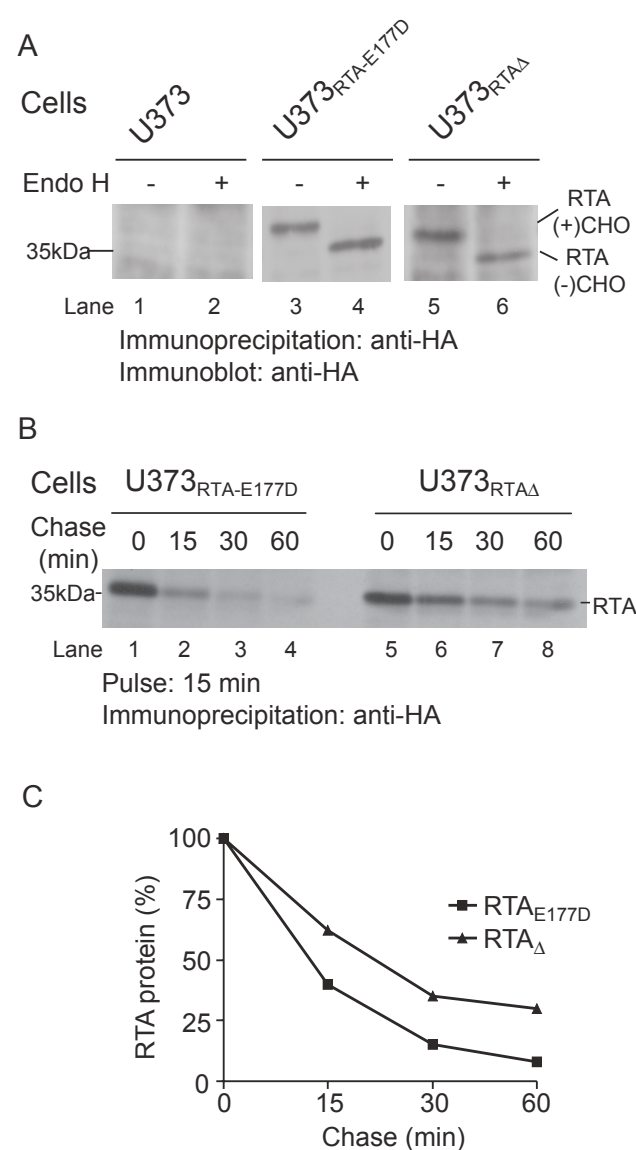 A
Cells
U373
U373RTA-E177D
U373RTAΔ
Endo H - + - + - +
RTA
(+)CHO
35kDa
RTA
(-)CHO
Lane 1 2 3 4 5 6
Immunoprecipitation: anti-HA
Immunoblot: anti-HA
B
Cells U373RTA-E177D U373RTAΔ
Chase
(min) 0 15 30 60 0 15 30 60
35kDa-
-RTA
Lane 1 2 3 4 5 6 7 8
Pulse: 15 min
Immunoprecipitation: anti-HA
C
RTA protein (%)
100
75
50
25
0
RTAE177D
RTAΔ
0 15 30 60
Chase (min)